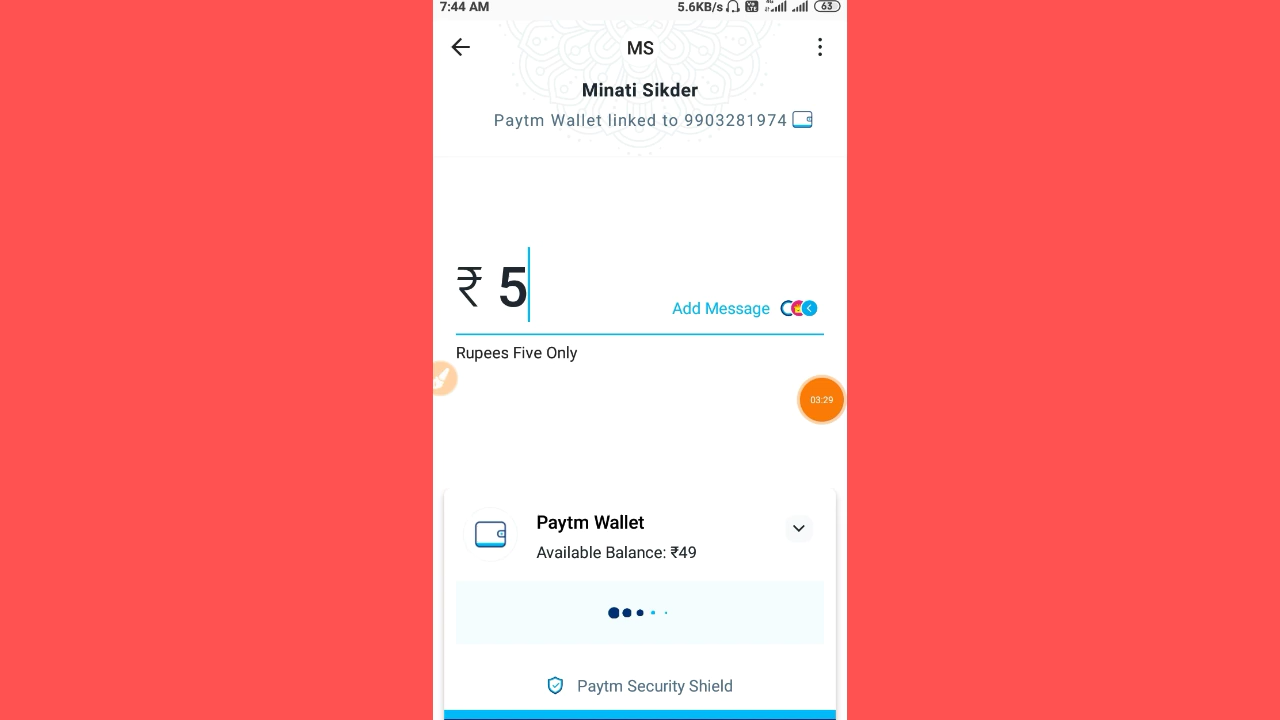 7:44 AM 5.6KB/s 63
MS
Minati Sikder
Paytm Wallet linked to 9903281974
₹ 5
Add Message
Rupees Five Only
03:29
Paytm Wallet
Available Balance: ₹49
Paytm Security Shield